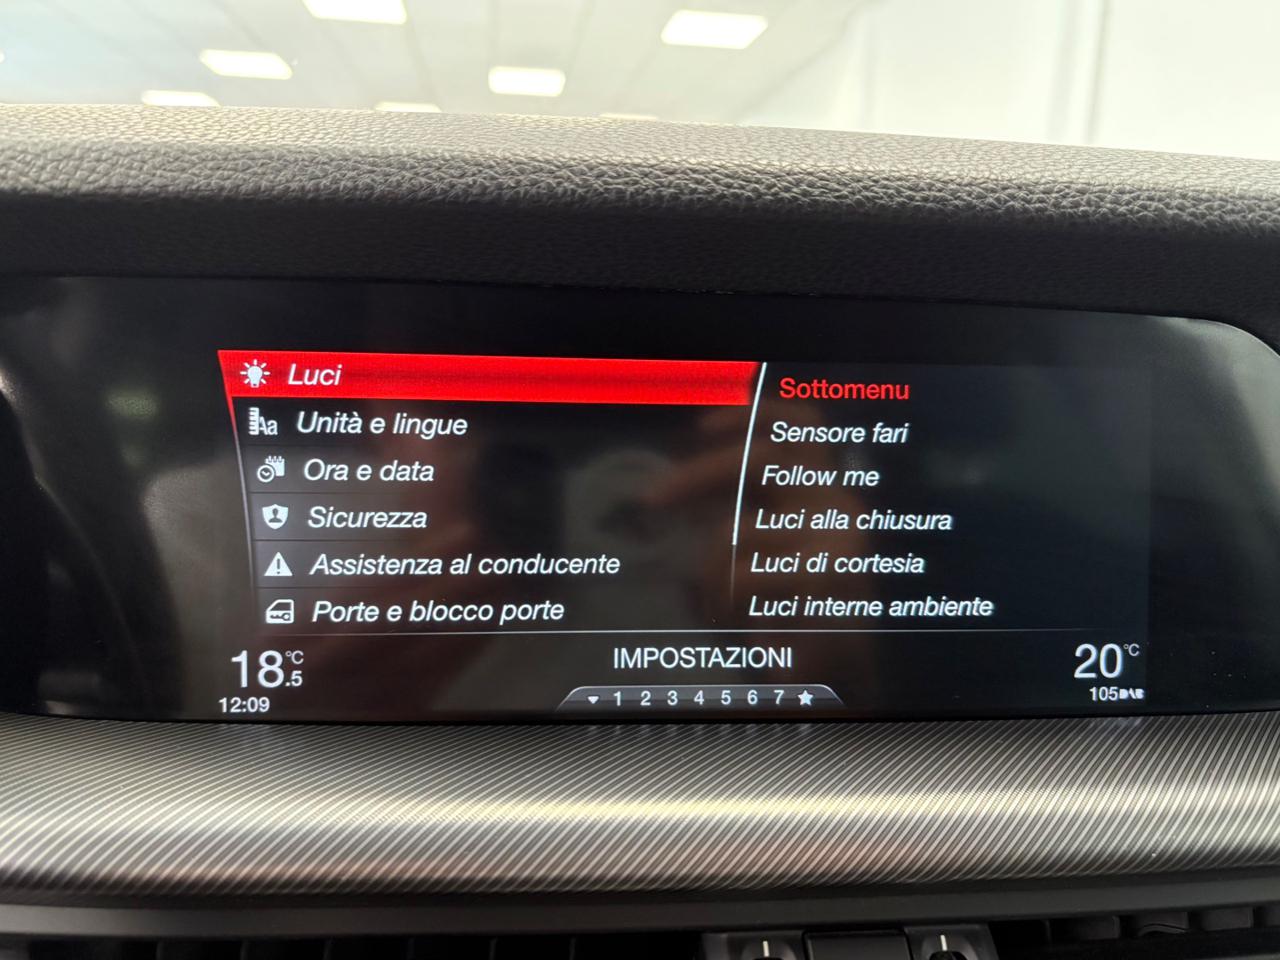 Luci
Unità e lingue
Ora e data
Sicurezza
Assistenza al conducente
Porte e blocco porte
Sottomenu
Sensore fari
Follow me
Luci alla chiusura
Luci di cortesia
Luci interne ambiente
18.5 °C
12:09
IMPOSTAZIONI
1 2 3 4 5 6 7
20 °C
105 DAB